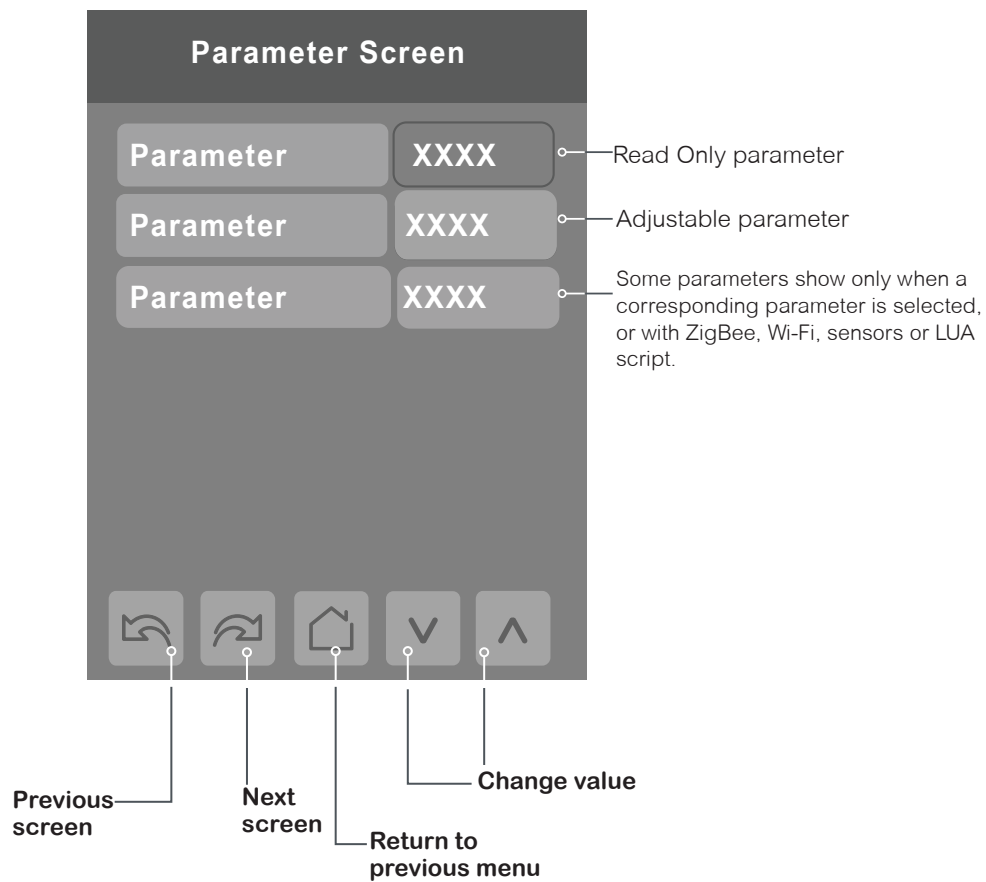 Parameter Screen
Parameter XXXX
Read Only parameter
Parameter XXXX
Adjustable parameter
Parameter XXXX
Some parameters show only when a
corresponding parameter is selected,
or with ZigBee, Wi-Fi, sensors or LUA
script.
Previous
screen
Next
screen
Return to
previous menu
Change value